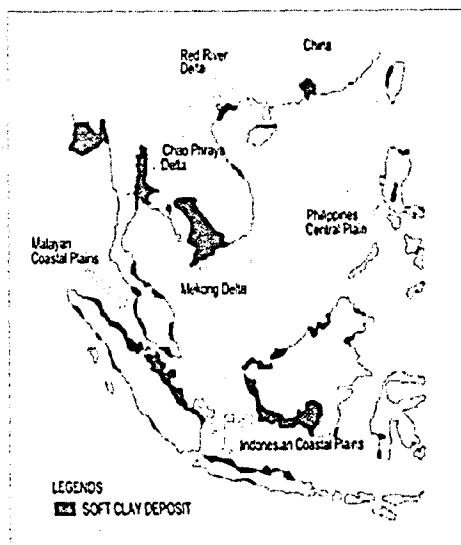 China
Red River
Delta
Chao Phraya
Delta
Philippines
Central Plain
Malayan
Coastal Plains
Mekong Delta
Indonesian Coastal Plains
LEGENDS
SOFT CLAY DEPOSIT